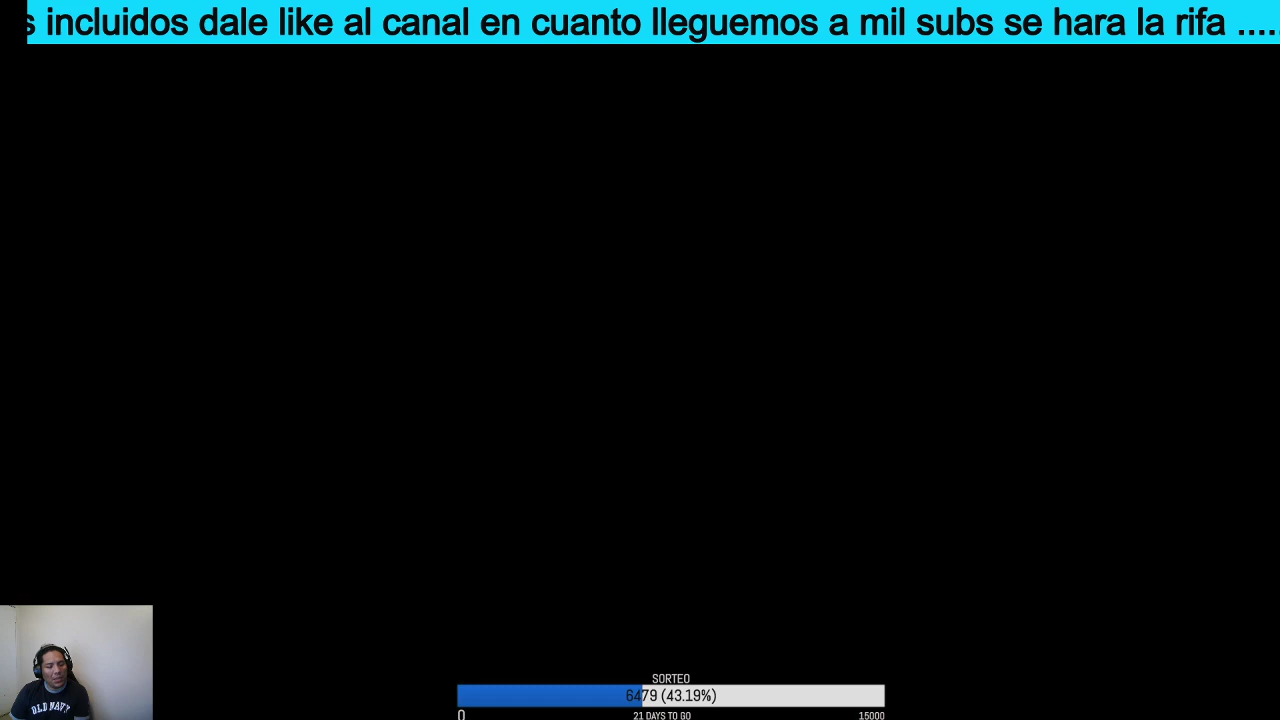 incluidos dale like al canal en cuanto lleguemos a mil subs se hara la rifa .....
SORTEO
6479 (43.19%)
0 21 DAYS TO GO 15000
OLD NAVY